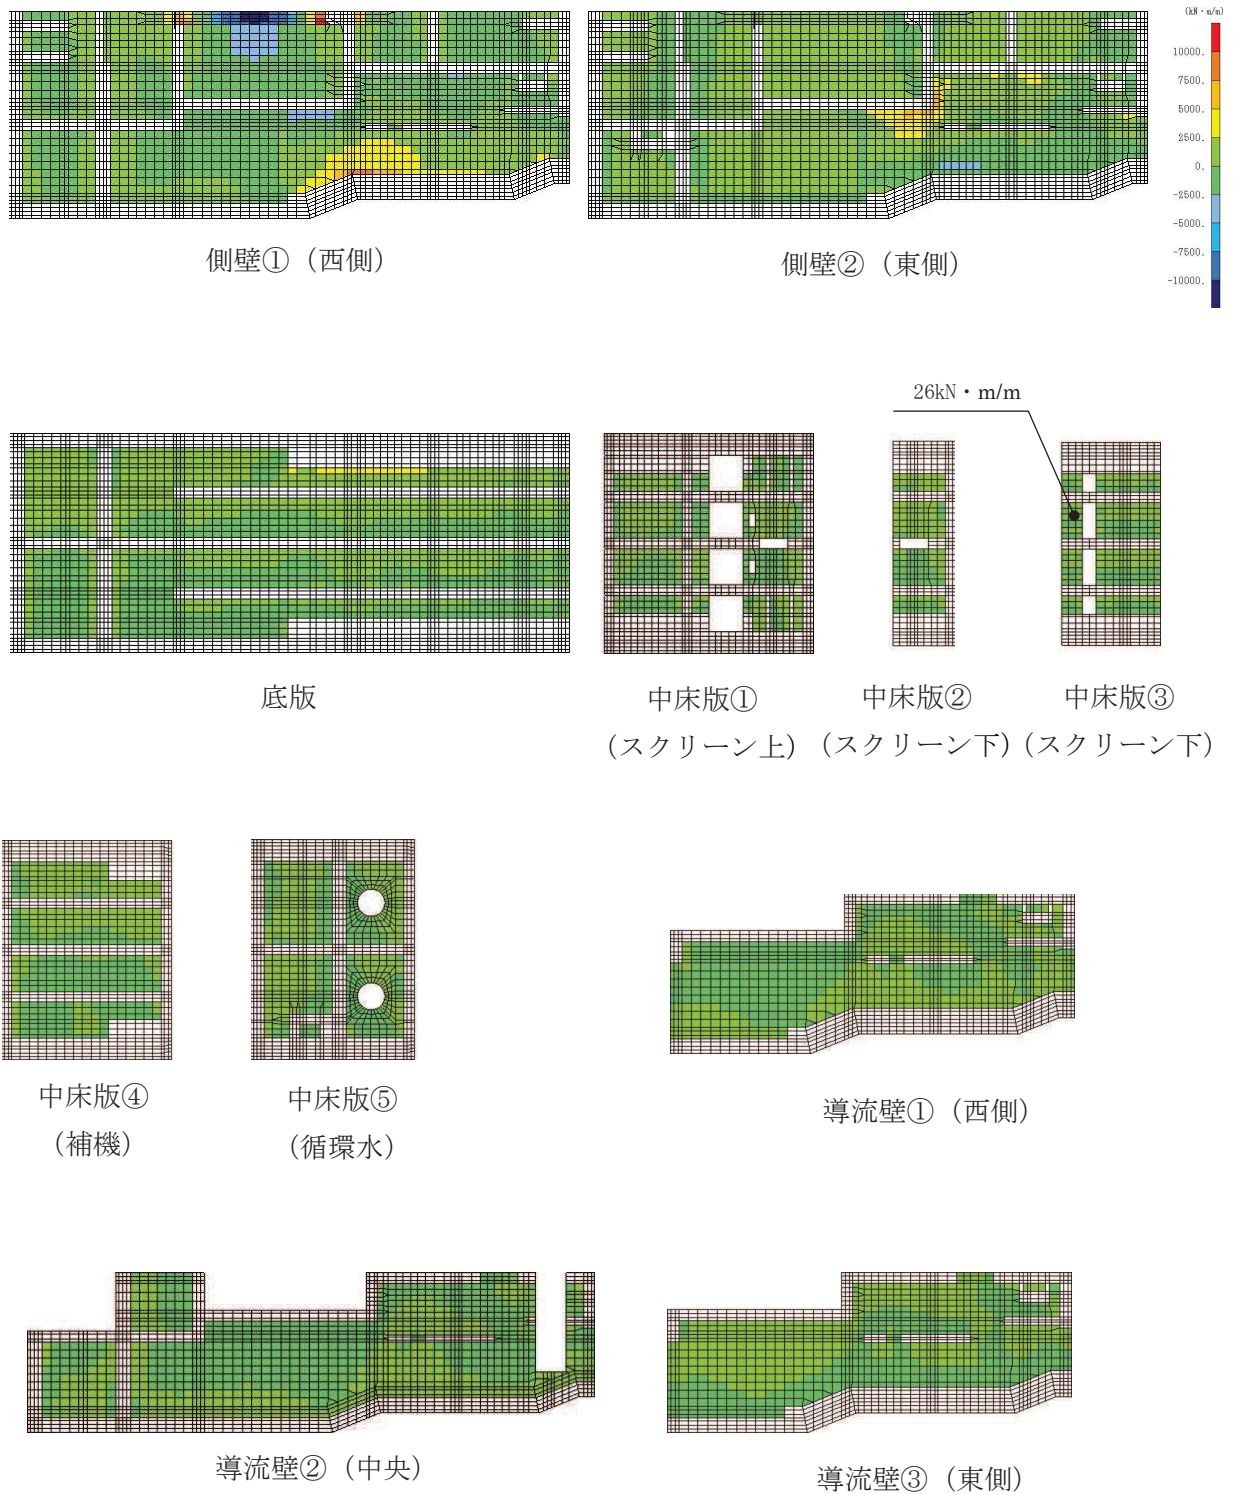 (kN・m/m)
10000.
7500.
5000.
2500.
0.
-2500.
-5000.
-7500.
-10000.
側壁①（西側）
側壁②（東側）
26kN・m/m
底版
中床版①
（スクリーン上）
中床版②
（スクリーン下）
中床版③
（スクリーン下）
中床版④
（補機）
中床版⑤
（循環水）
導流壁①（西側）
導流壁②（中央）
導流壁③（東側）